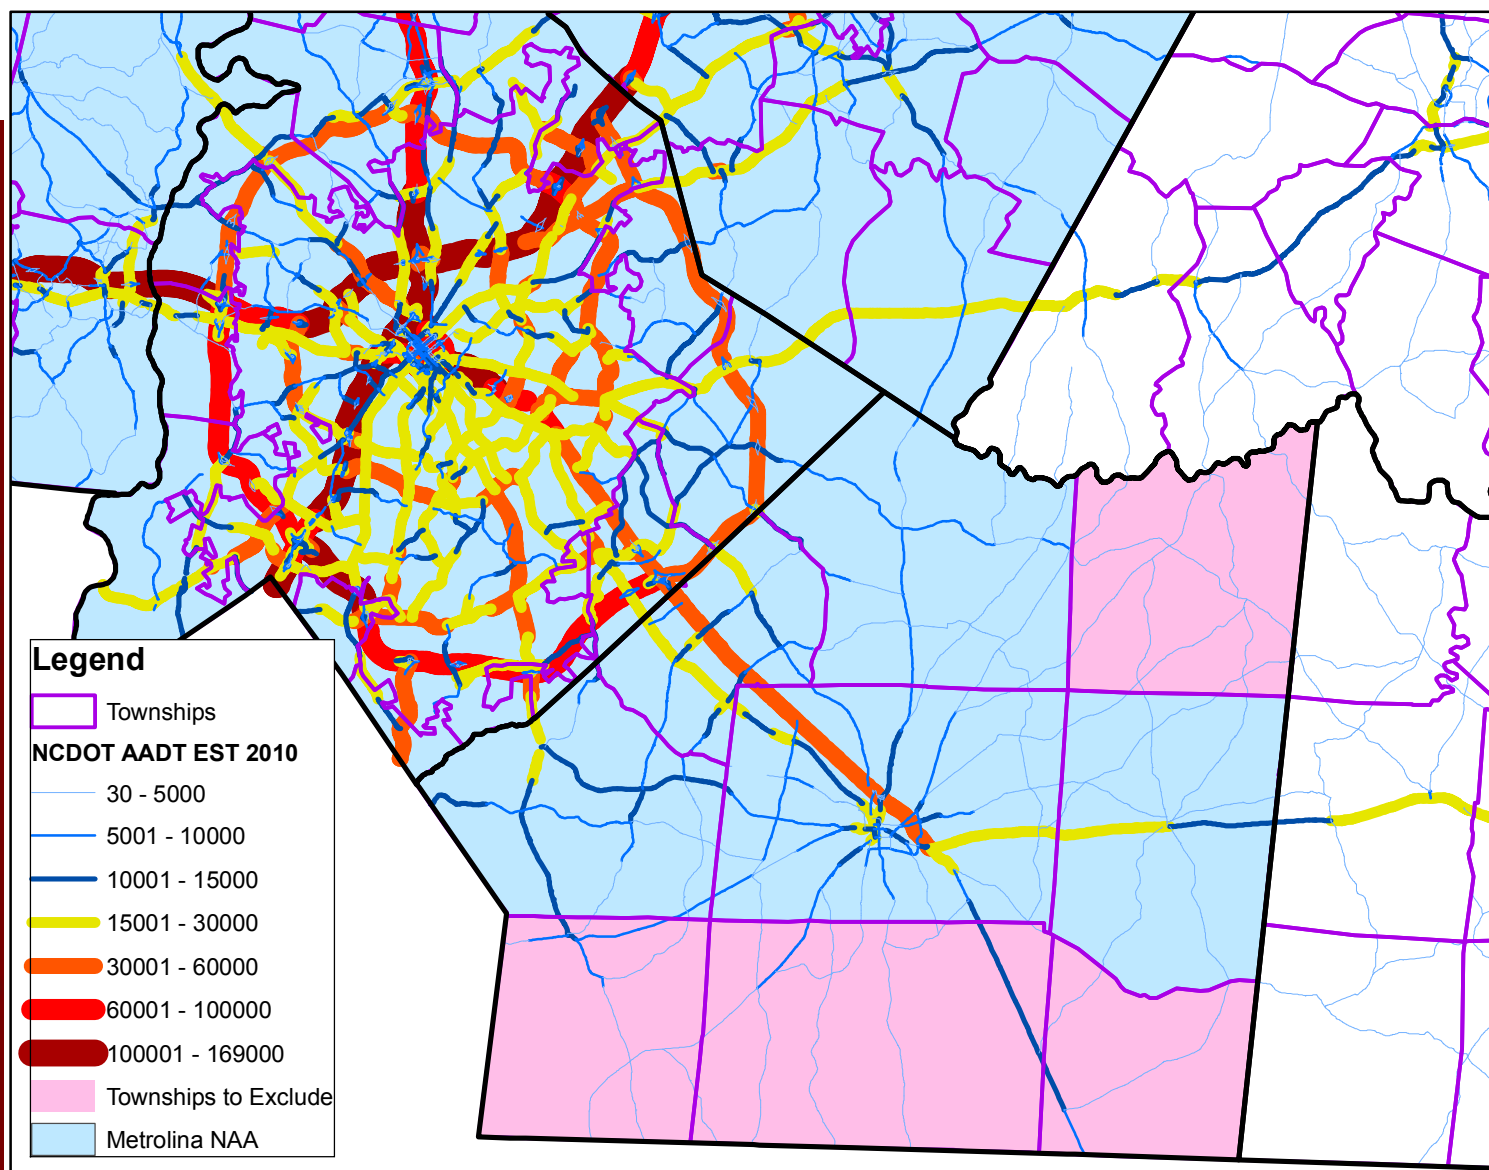 Legend
Townships
NCDOT AADT EST 2010
30 - 5000
5001 - 10000
10001 - 15000
15001 - 30000
30001 - 60000
60001 - 100000
100001 - 169000
Townships to Exclude
Metrolina NAA